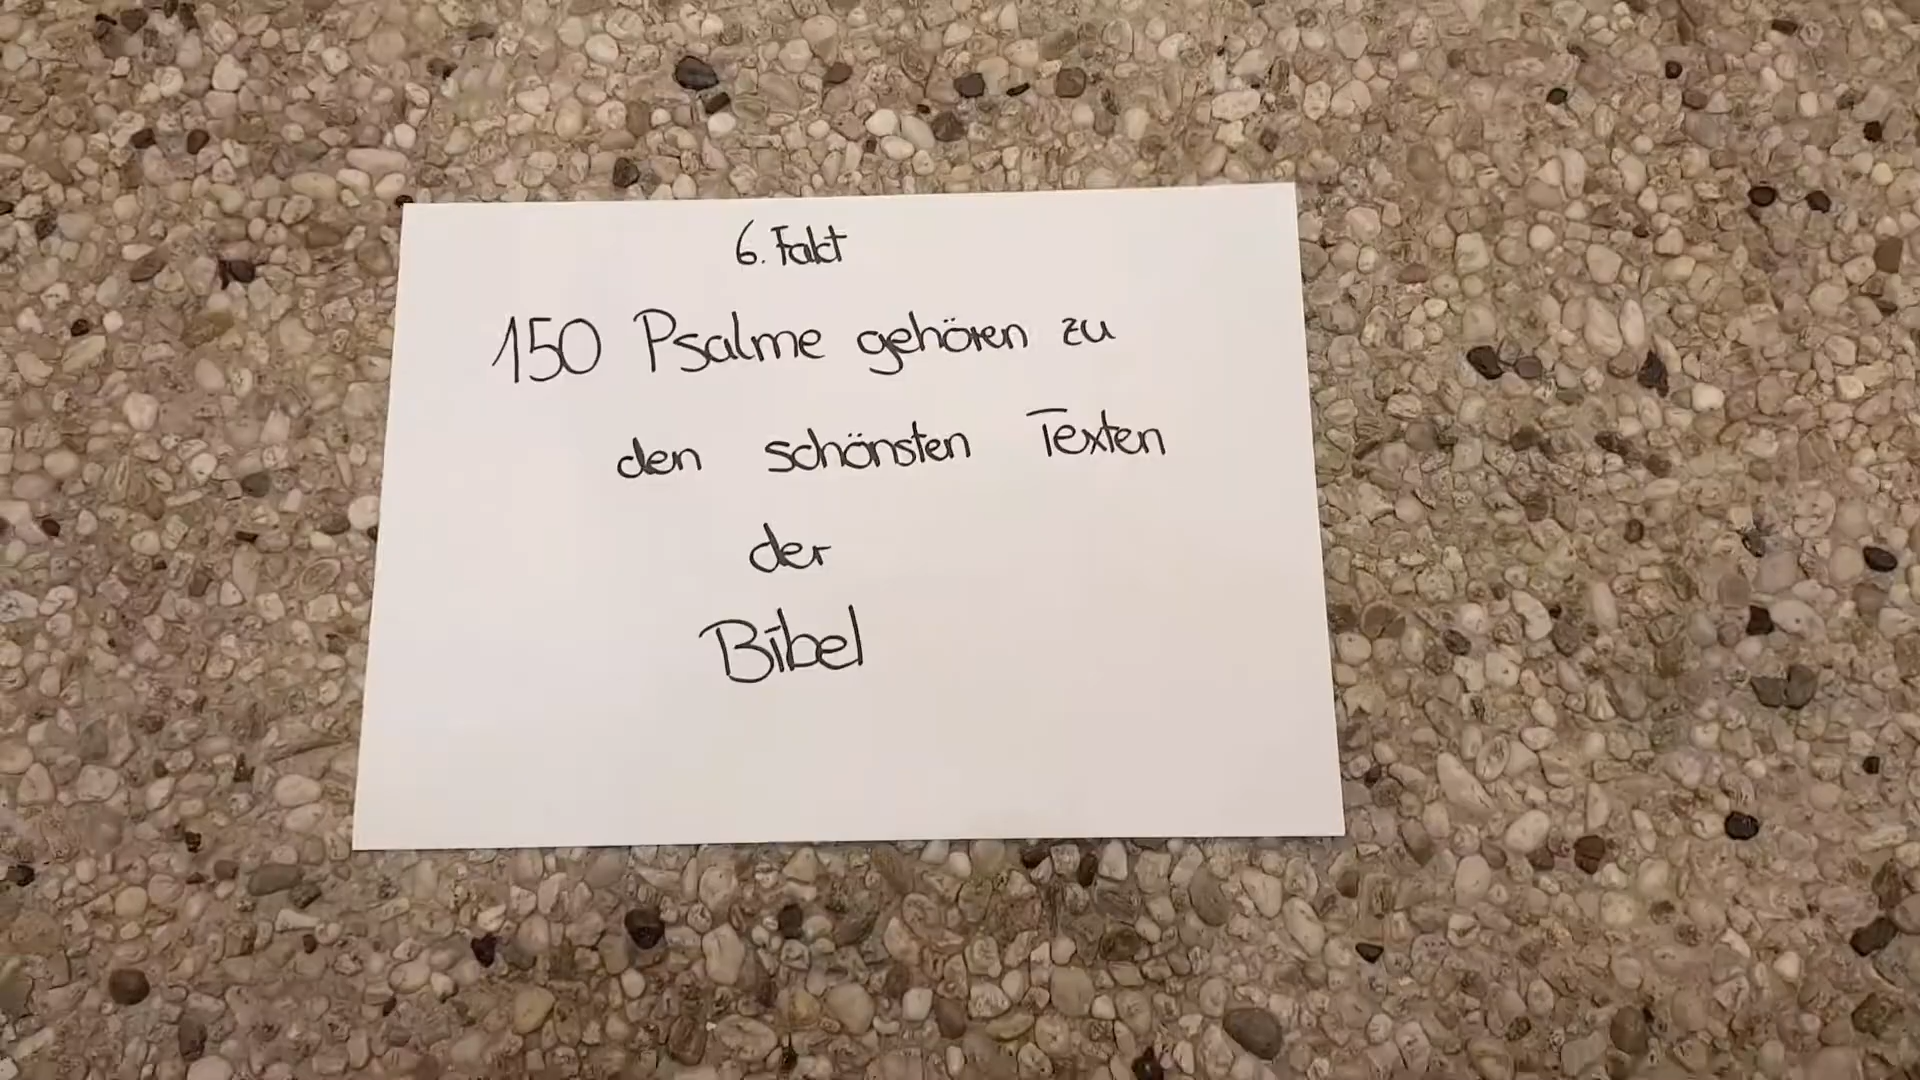 6. Fakt
150 Psalme gehören zu
den schönsten Texten
der
Bibel